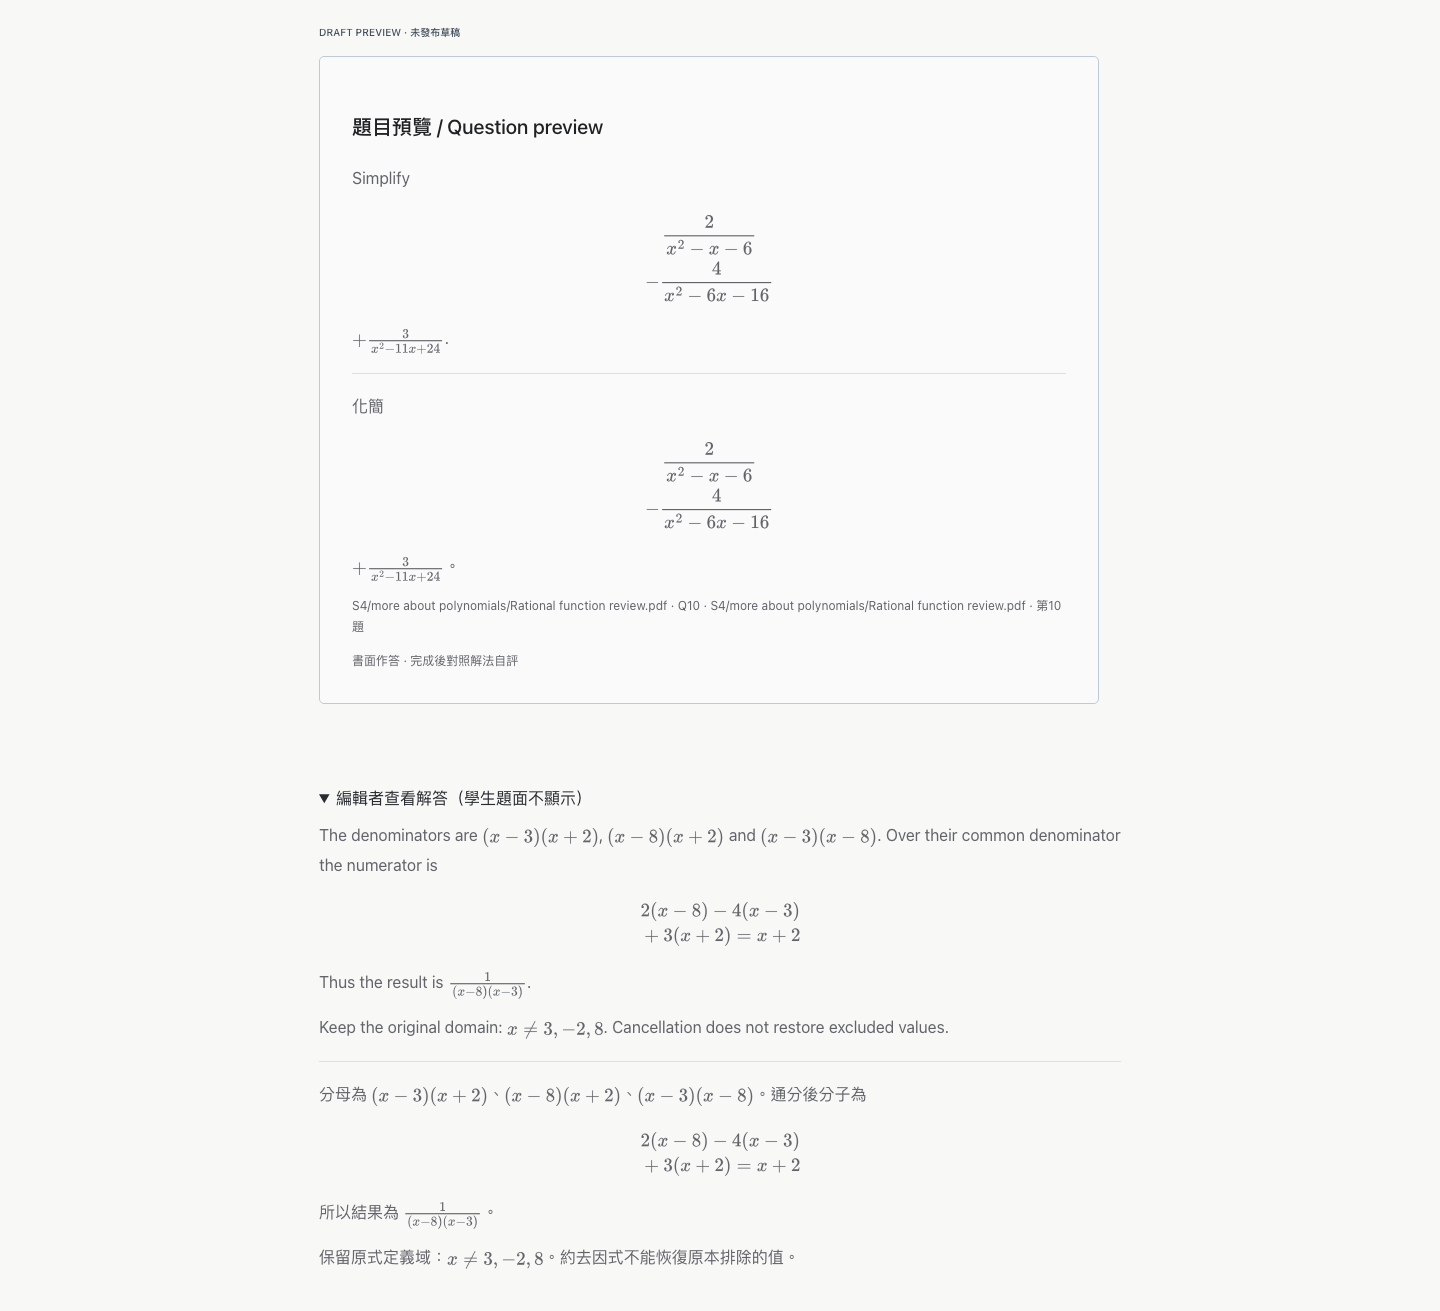 DRAFT PREVIEW · 未發布草稿
題目預覽 / Question preview
Simplify
2
x² − x − 6
4
−
x² − 6x − 16
+ 3/(x²−11x+24).
化簡
2
x² − x − 6
4
−
x² − 6x − 16
+ 3/(x²−11x+24)。
S4/more about polynomials/Rational function review.pdf · Q10 · S4/more about polynomials/Rational function review.pdf · 第10
題
書面作答 · 完成後對照解法自評
▼ 編輯者查看解答（學生題面不顯示）
The denominators are (x − 3)(x + 2), (x − 8)(x + 2) and (x − 3)(x − 8). Over their common denominator
the numerator is
2(x − 8) − 4(x − 3)
+ 3(x + 2) = x + 2
Thus the result is 1/((x−8)(x−3)).
Keep the original domain: x ≠ 3, −2, 8. Cancellation does not restore excluded values.
分母為 (x − 3)(x + 2)、(x − 8)(x + 2)、(x − 3)(x − 8)。通分後分子為
2(x − 8) − 4(x − 3)
+ 3(x + 2) = x + 2
所以結果為 1/((x−8)(x−3))。
保留原式定義域：x ≠ 3, −2, 8。約去因式不能恢復原本排除的值。